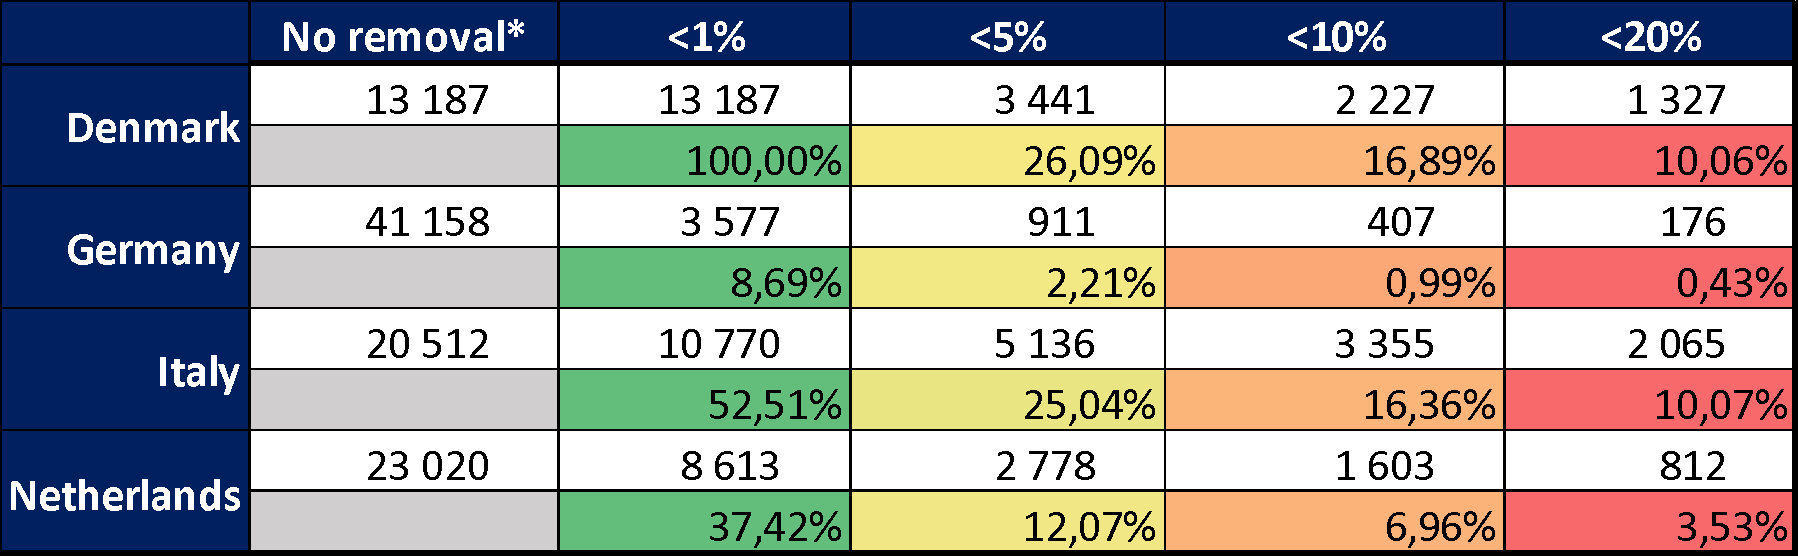 No removal* <1% <5% <10% <20%
Denmark 13 187 13 187 3 441 2 227 1 327
100,00% 26,09% 16,89% 10,06%
Germany 41 158 3 577 911 407 176
8,69% 2,21% 0,99% 0,43%
Italy 20 512 10 770 5 136 3 355 2 065
52,51% 25,04% 16,36% 10,07%
Netherlands 23 020 8 613 2 778 1 603 812
37,42% 12,07% 6,96% 3,53%